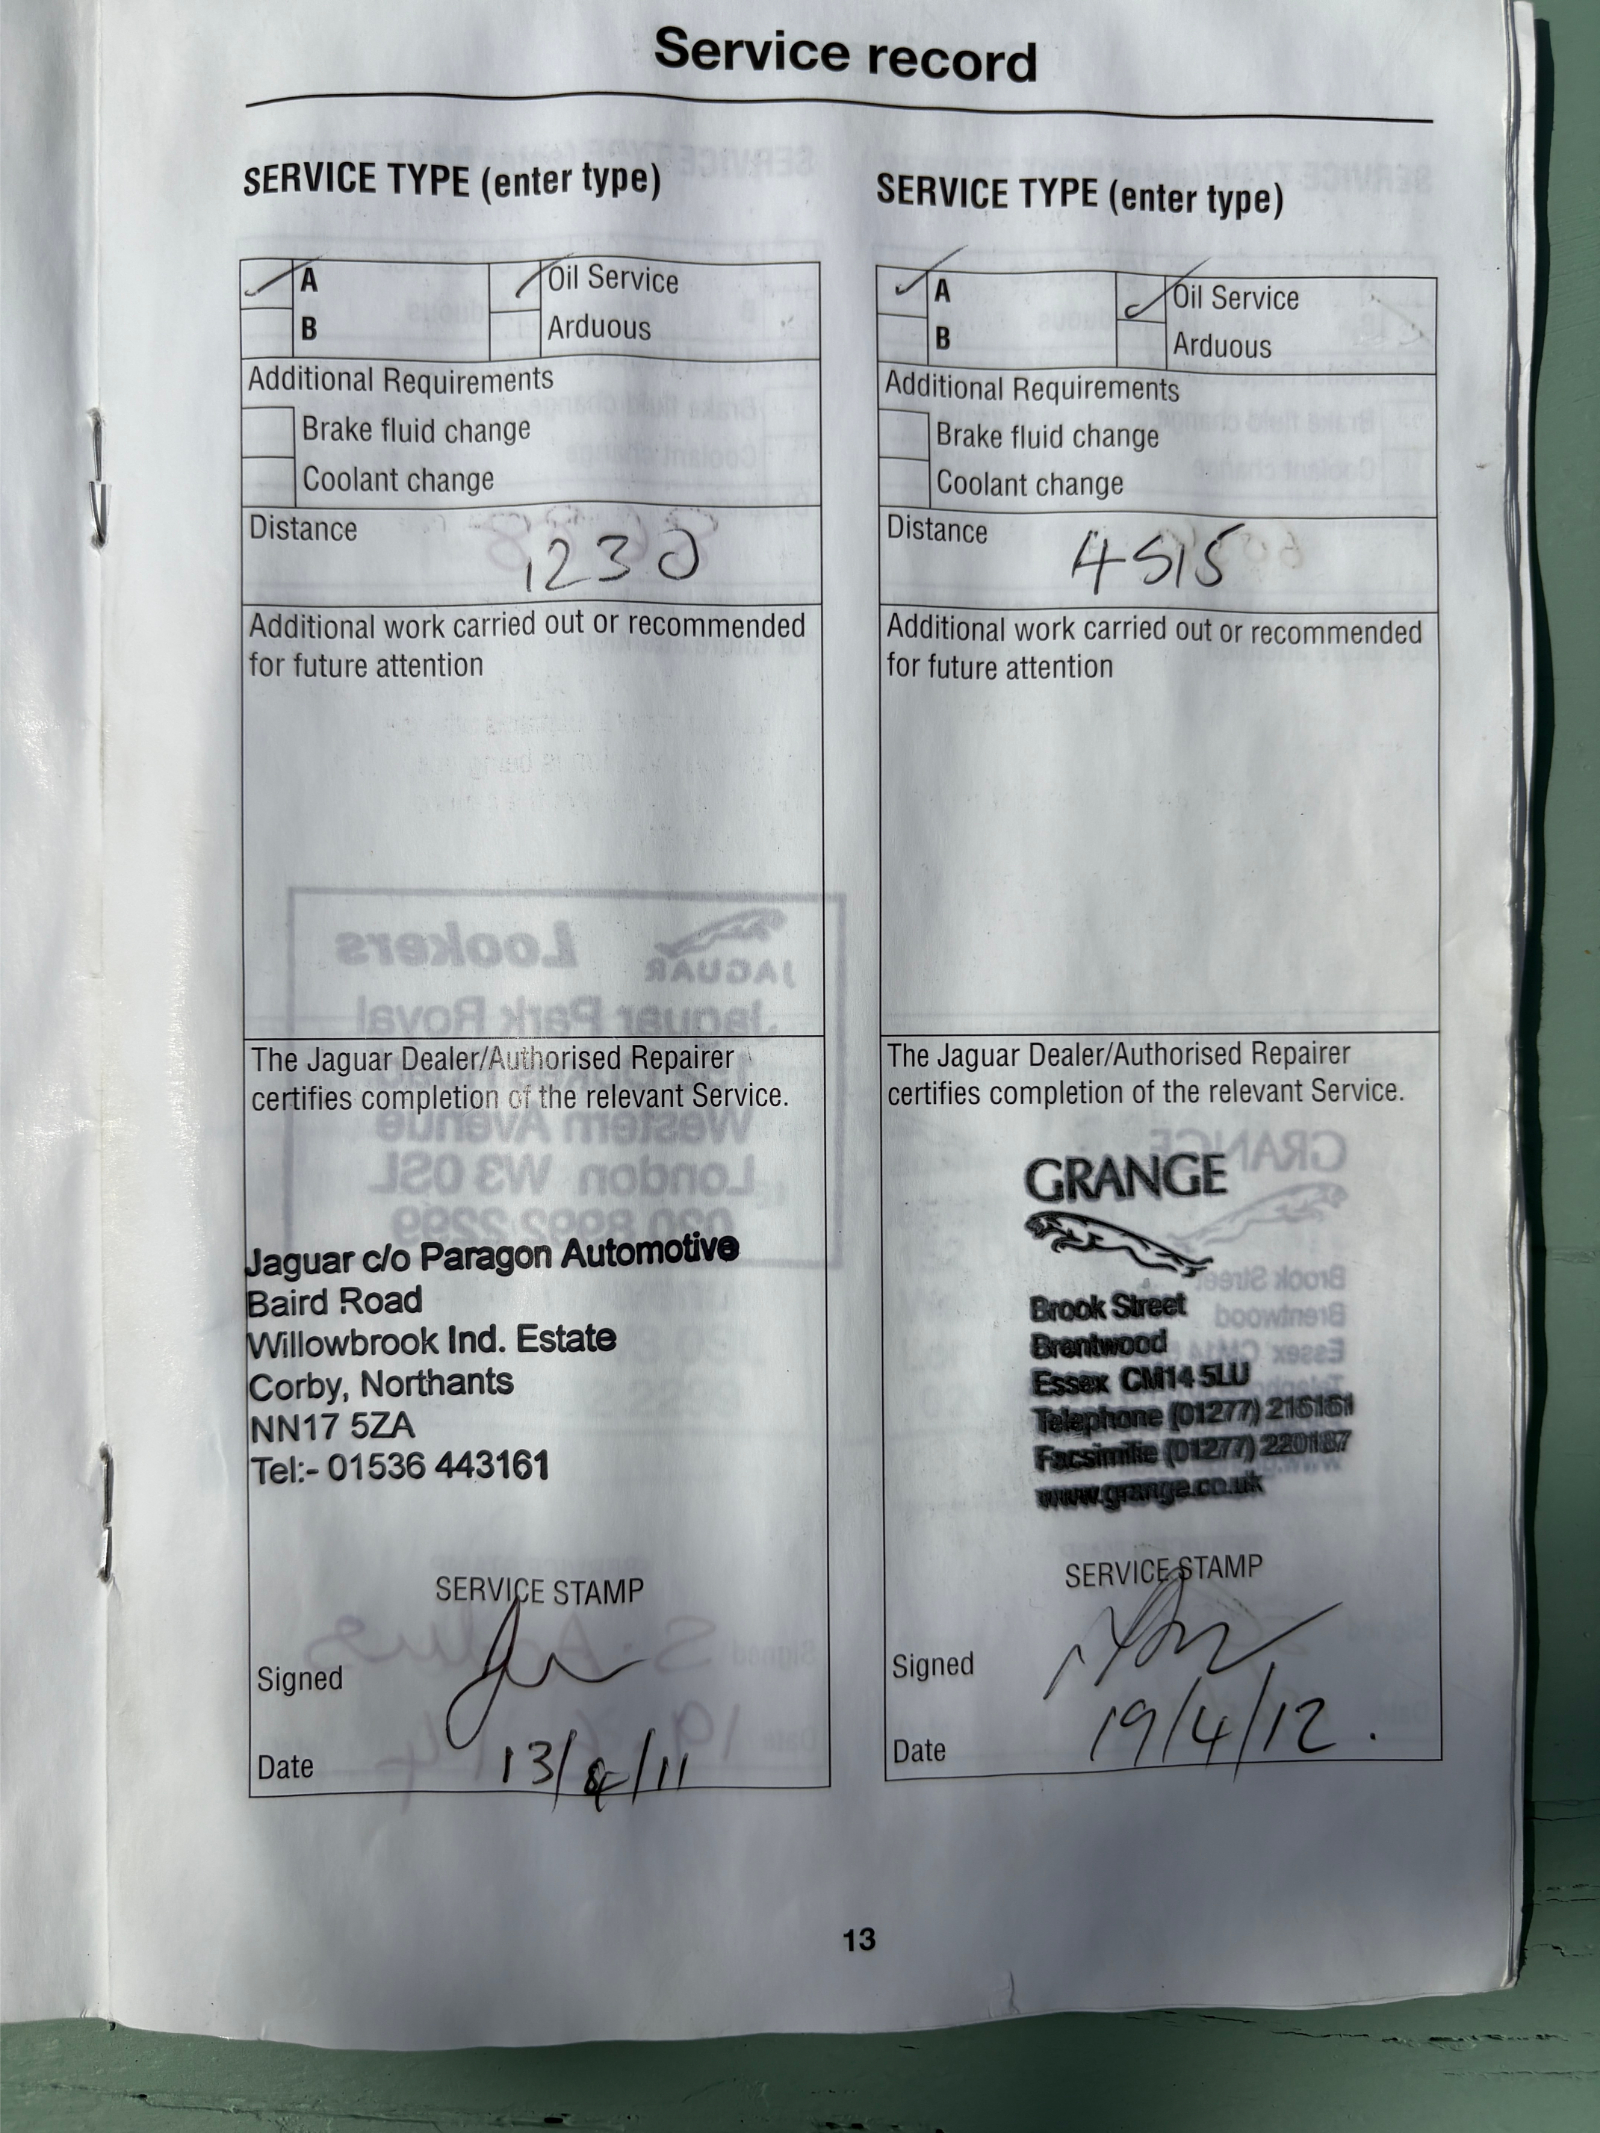 Service record
SERVICE TYPE (enter type)
A
Oil Service
B
Arduous
Additional Requirements
Brake fluid change
Coolant change
Distance
1230
Additional work carried out or recommended
for future attention
The Jaguar Dealer/Authorised Repairer
certifies completion of the relevant Service.
Jaguar c/o Paragon Automotive
Baird Road
Willowbrook Ind. Estate
Corby, Northants
NN17 5ZA
Tel:- 01536 443161
SERVICE STAMP
Signed
Date
SERVICE TYPE (enter type)
A
Oil Service
B
Arduous
Additional Requirements
Brake fluid change
Coolant change
Distance
4515
Additional work carried out or recommended
for future attention
The Jaguar Dealer/Authorised Repairer
certifies completion of the relevant Service.
GRANGE
Brook Street
Brentwood
Essex CM14 5LU
Telephone (01277) 216161
Facsimilie (01277) 220187
www.grange.co.uk
SERVICE STAMP
Signed
Date 19/4/12.
13